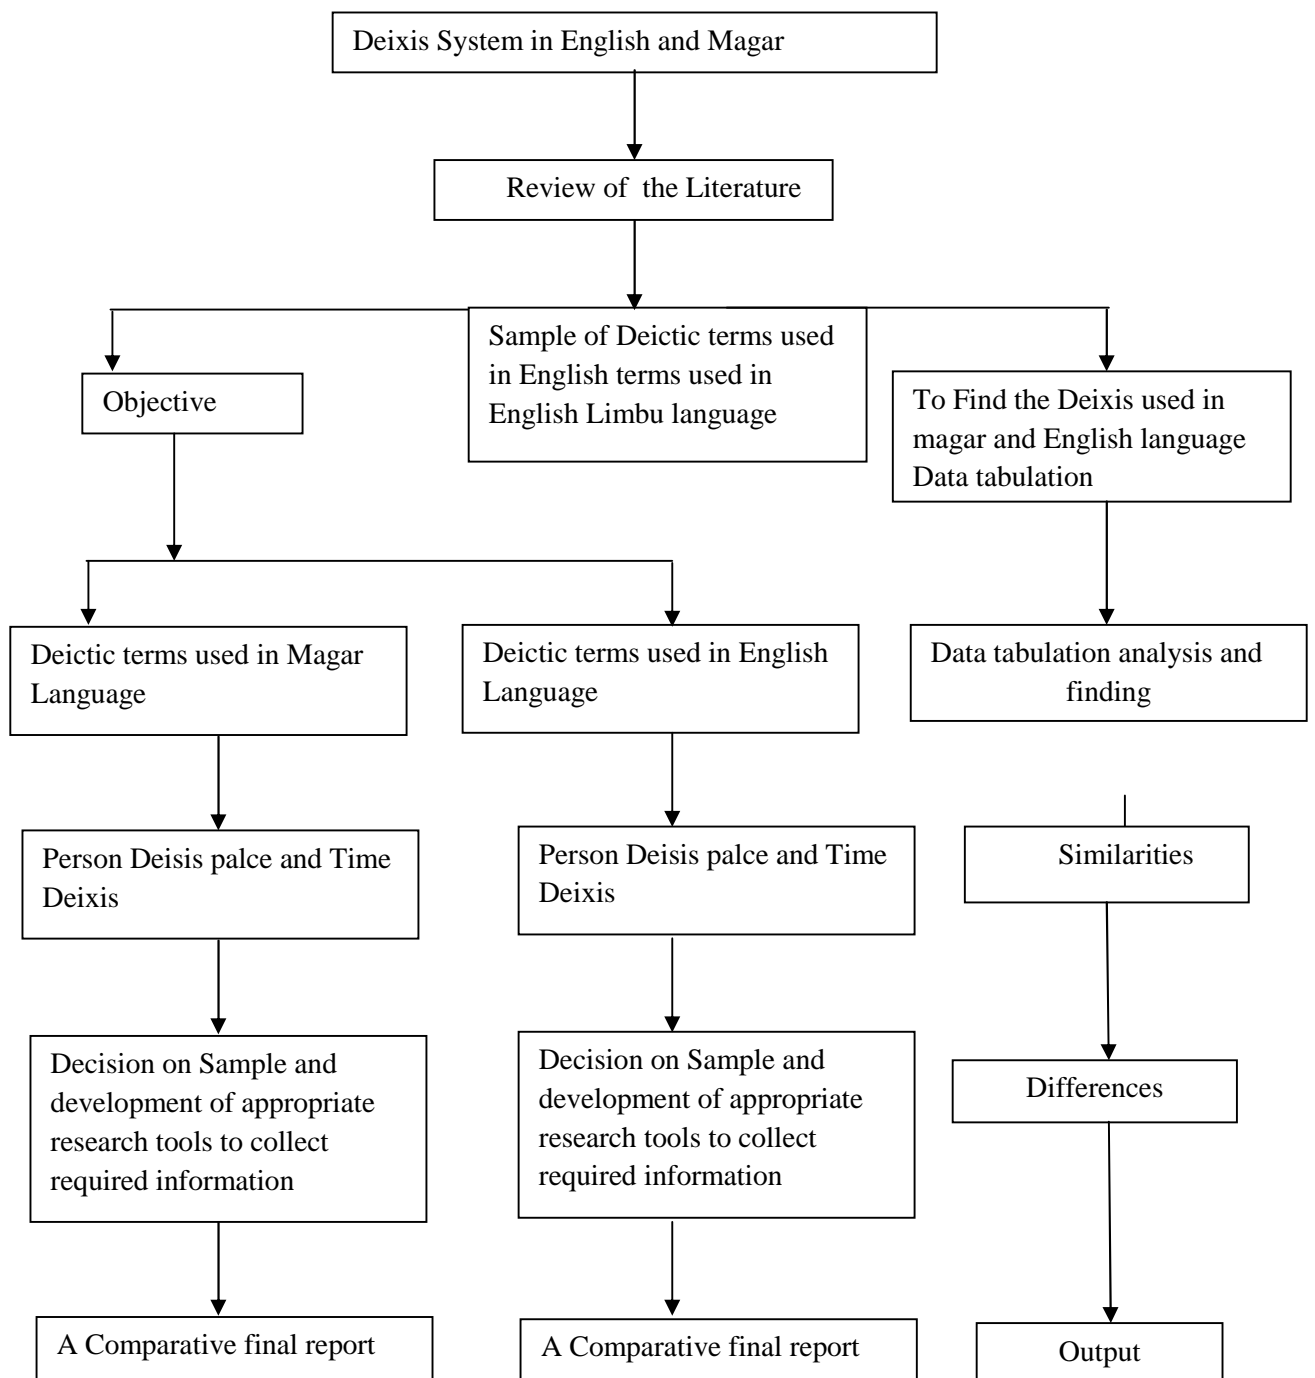 Deixis System in English and Magar
Review of the Literature
Sample of Deictic terms used
in English terms used in
English Limbu language
Objective
To Find the Deixis used in
magar and English language
Data tabulation
Deictic terms used in Magar
Language
Deictic terms used in English
Language
Data tabulation analysis and
finding
Person Deisis palce and Time
Deixis
Person Deisis palce and Time
Deixis
Similarities
Decision on Sample and
development of appropriate
research tools to collect
required information
Decision on Sample and
development of appropriate
research tools to collect
required information
Differences
A Comparative final report
A Comparative final report
Output